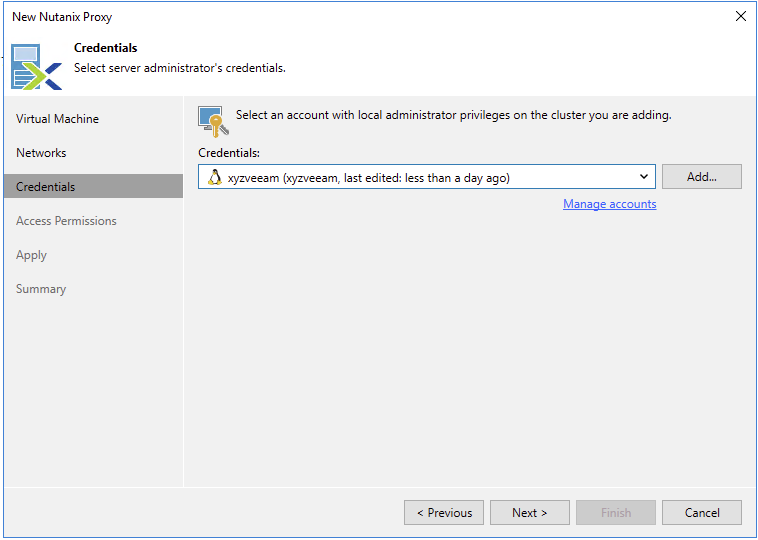 New Nutanix Proxy
Credentials
Select server administrator's credentials.
Virtual Machine
Networks
Credentials
Access Permissions
Apply
Summary
Select an account with local administrator privileges on the cluster you are adding.
Credentials:
xyzveeam (xyzveeam, last edited: less than a day ago)
Add...
Manage accounts
< Previous
Next >
Finish
Cancel